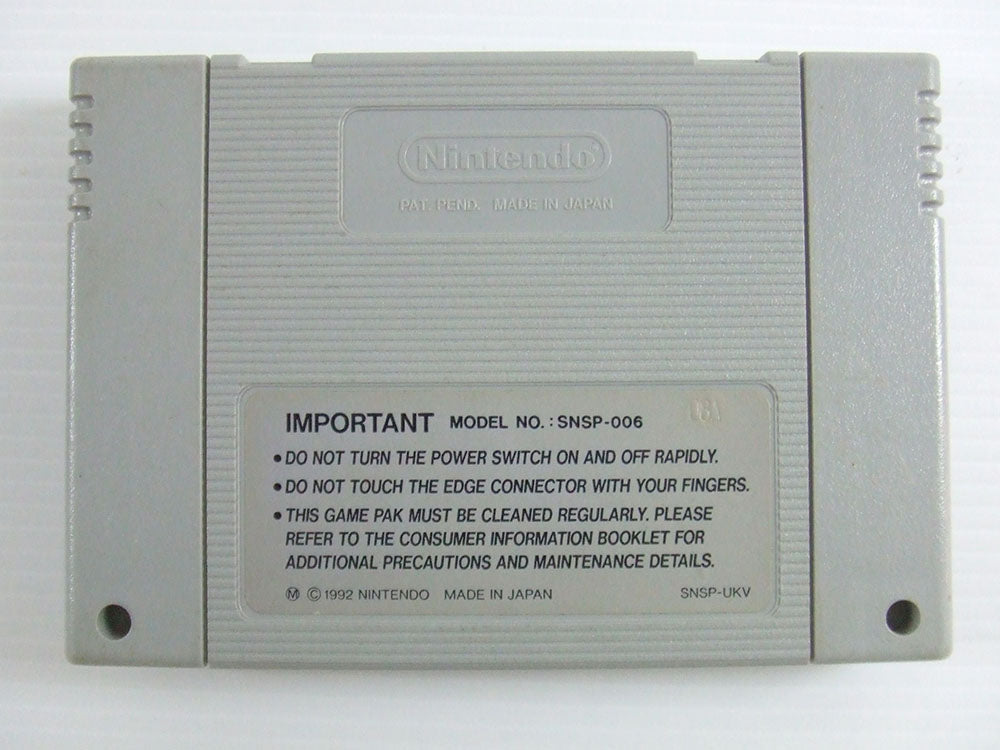 Nintendo®
PAT. PEND. MADE IN JAPAN
IMPORTANT MODEL NO. : SNSP-006
• DO NOT TURN THE POWER SWITCH ON AND OFF RAPIDLY.
• DO NOT TOUCH THE EDGE CONNECTOR WITH YOUR FINGERS.
• THIS GAME PAK MUST BE CLEANED REGULARLY. PLEASE
REFER TO THE CONSUMER INFORMATION BOOKLET FOR
ADDITIONAL PRECAUTIONS AND MAINTENANCE DETAILS.
Ⓜ © 1992 NINTENDO MADE IN JAPAN SNSP-UKV